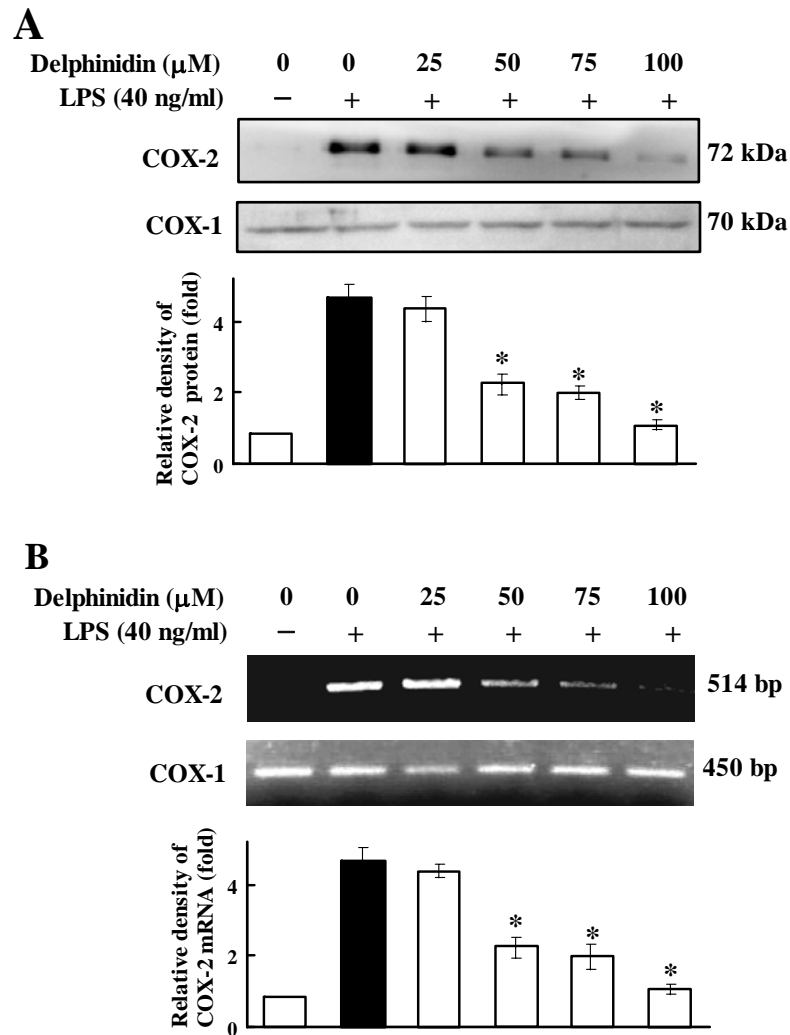 A
Delphinidin (μM) 0 0 25 50 75 100
LPS (40 ng/ml) – + + + + +
COX-2 72 kDa
COX-1 70 kDa
Relative density of
COX-2 protein (fold)
4
* * *
2
0
B
Delphinidin (μM) 0 0 25 50 75 100
LPS (40 ng/ml) – + + + + +
COX-2 514 bp
COX-1 450 bp
Relative density of
COX-2 mRNA (fold)
4
* * *
2
0